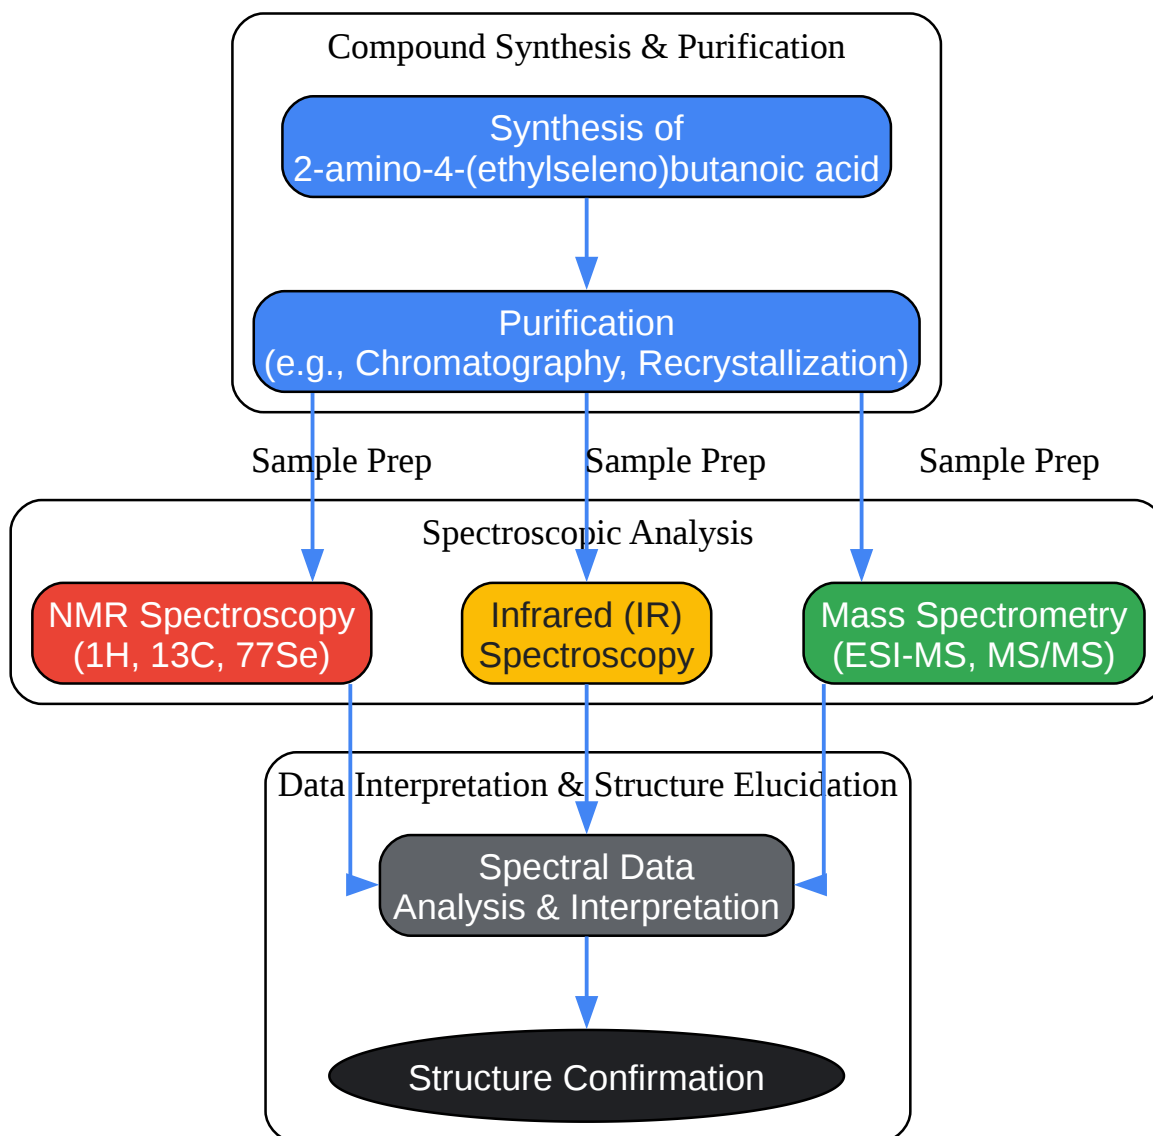 Compound Synthesis & Purification
Synthesis of
2-amino-4-(ethylseleno)butanoic acid
Purification
(e.g., Chromatography, Recrystallization)
Sample Prep
Sample Prep
Sample Prep
Spectroscopic Analysis
NMR Spectroscopy
(1H, 13C, 77Se)
Infrared (IR)
Spectroscopy
Mass Spectrometry
(ESI-MS, MS/MS)
Data Interpretation & Structure Elucidation
Spectral Data
Analysis & Interpretation
Structure Confirmation